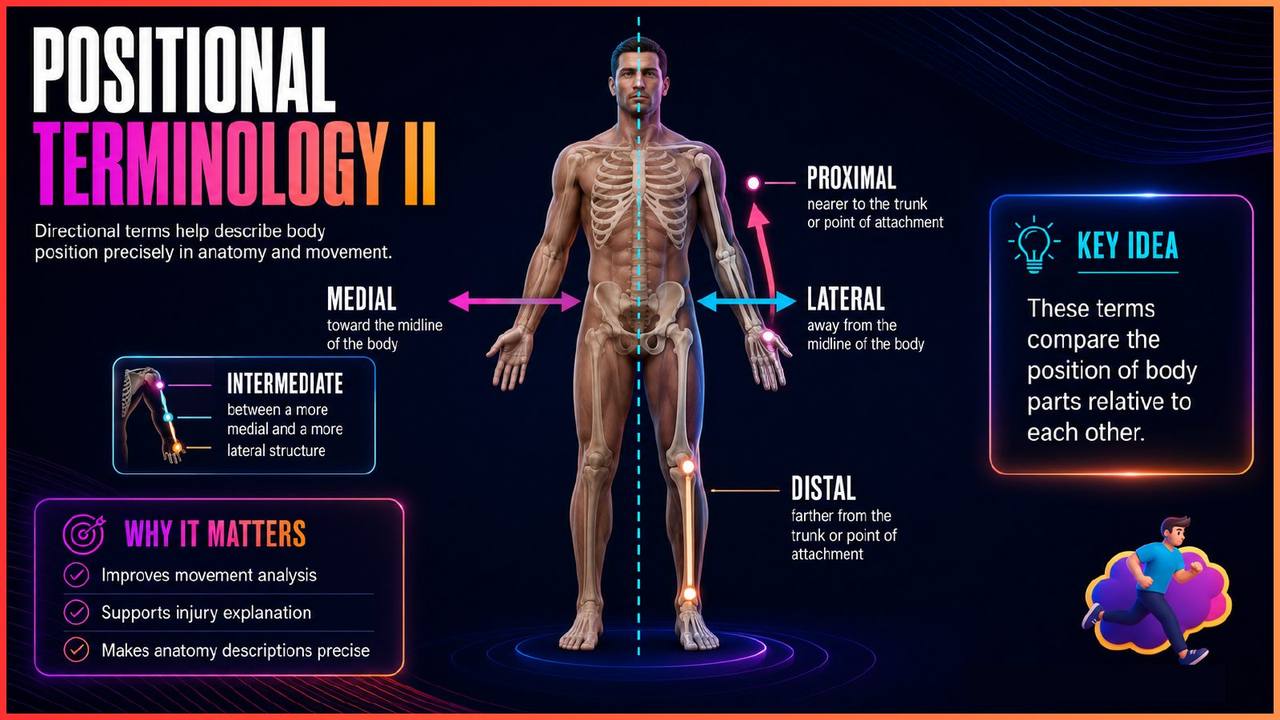 POSITIONAL
TERMINOLOGY II
Directional terms help describe body
position precisely in anatomy and movement.
MEDIAL
toward the midline
of the body
INTERMEDIATE
between a more
medial and a more
lateral structure
WHY IT MATTERS
Improves movement analysis
Supports injury explanation
Makes anatomy descriptions precise
PROXIMAL
nearer to the trunk
or point of attachment
LATERAL
away from the
midline of the body
DISTAL
farther from the
trunk or point of
attachment
KEY IDEA
These terms
compare the
position of body
parts relative to
each other.